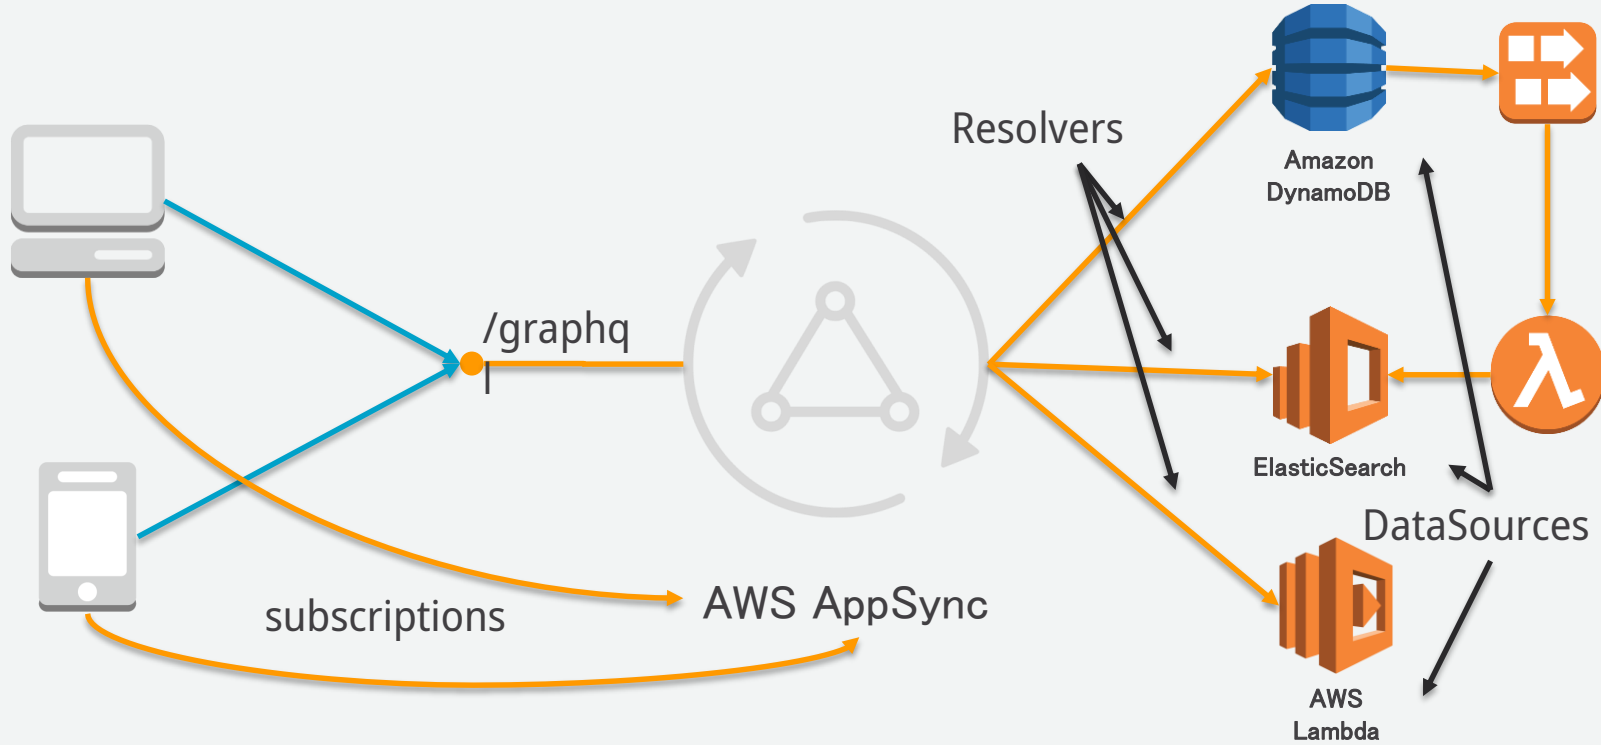 Resolvers
Amazon
DynamoDB
/graphq
l
ElasticSearch
DataSources
AWS AppSync
subscriptions
AWS
Lambda